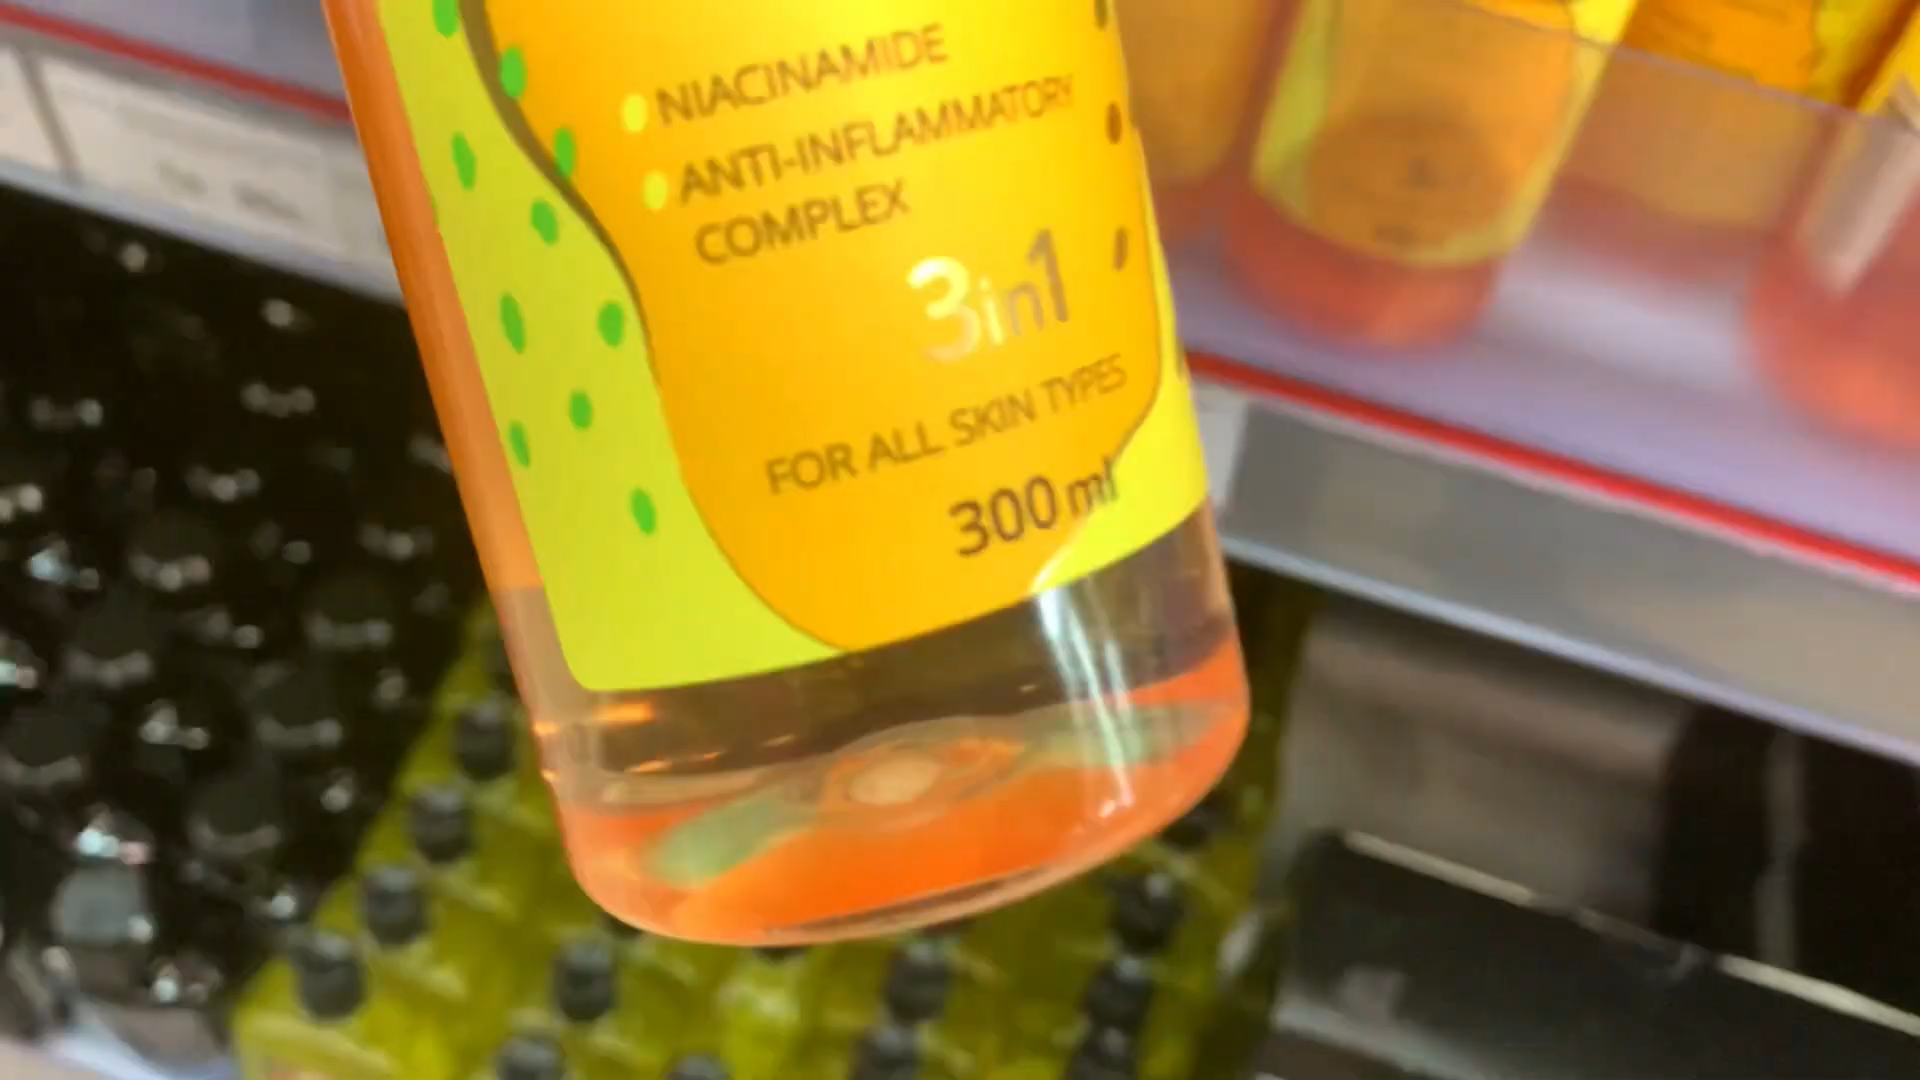 NIACINAMIDE
ANTI-INFLAMMATORY
COMPLEX
3in1
FOR ALL SKIN TYPES
300 ml